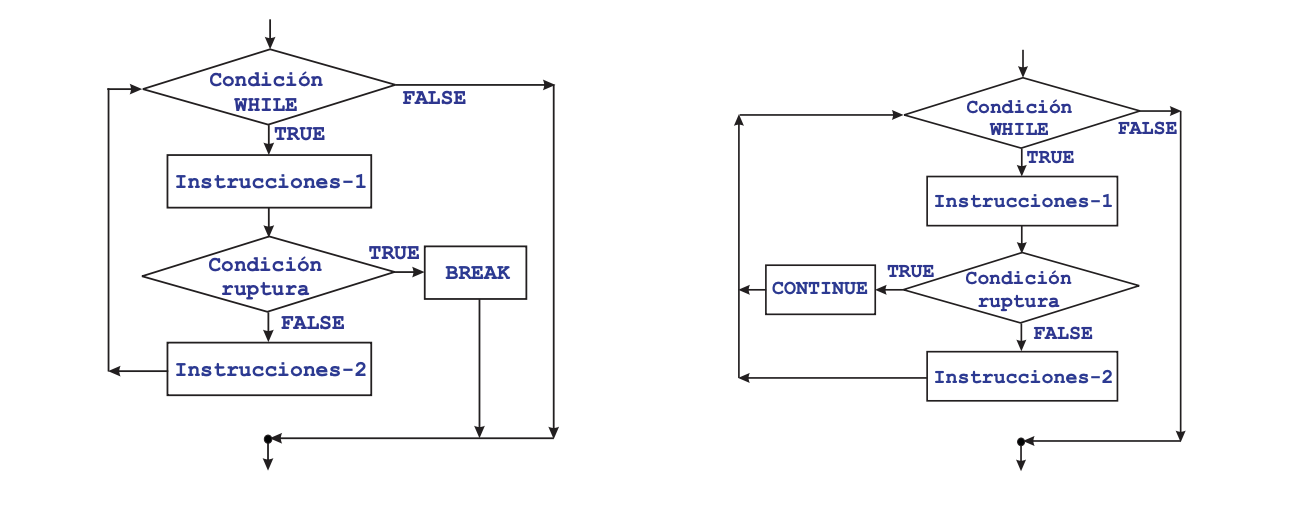 Condición
WHILE
FALSE
TRUE
Instrucciones-1
TRUE
Condición
ruptura
BREAK
FALSE
Instrucciones-2
Condición
WHILE
FALSE
TRUE
Instrucciones-1
TRUE
Condición
ruptura
CONTINUE
FALSE
Instrucciones-2